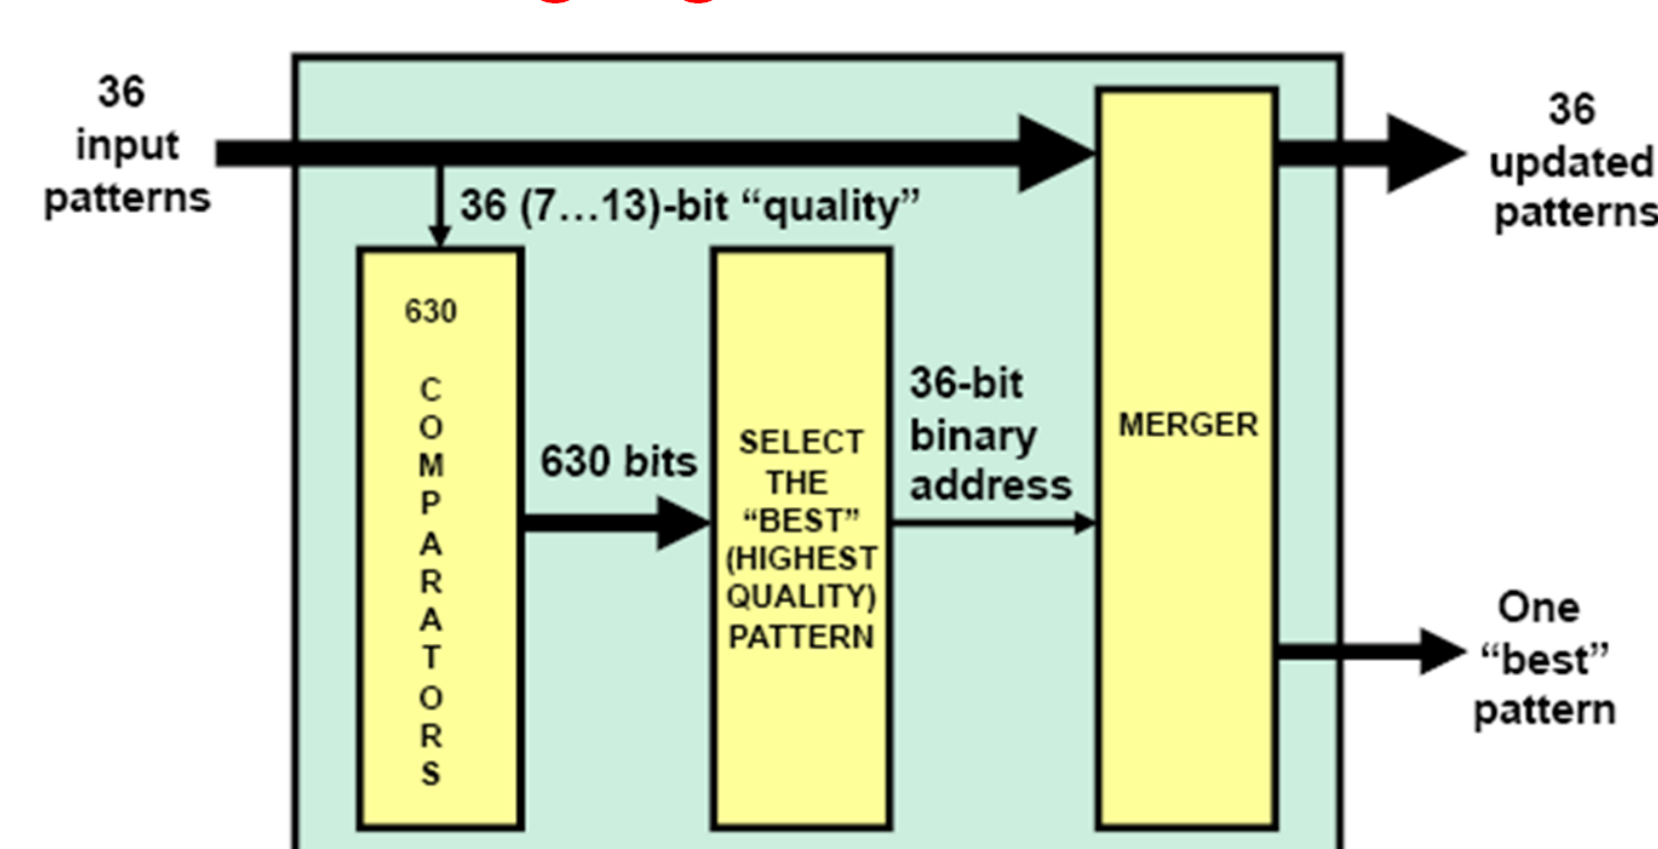 36
input
patterns
36 (7...13)-bit “quality”
630
COMPARATORS
630 bits
SELECT
THE
“BEST”
(HIGHEST
QUALITY)
PATTERN
36-bit
binary
address
MERGER
36
updated
patterns
One
“best”
pattern